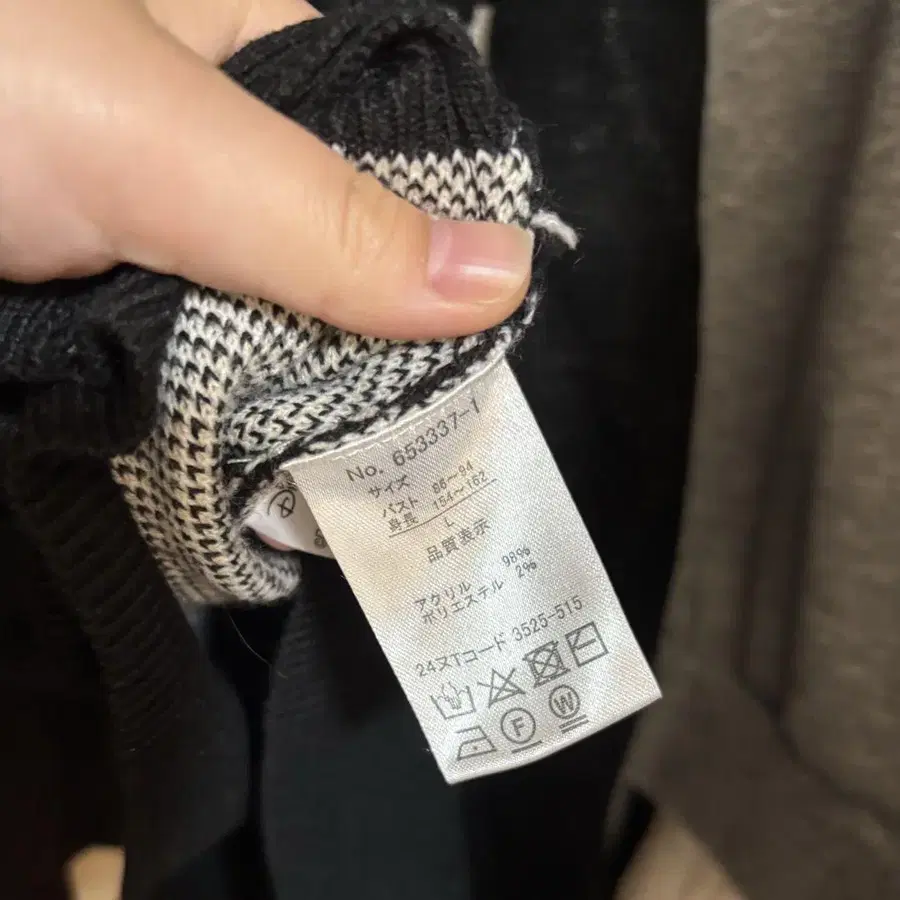 No. 653337-1
サイズ
バスト 86～94
身長 154～162
L
品質表示
アクリル 98%
ポリエステル 2%
24ヌTコード 3525-515
F W